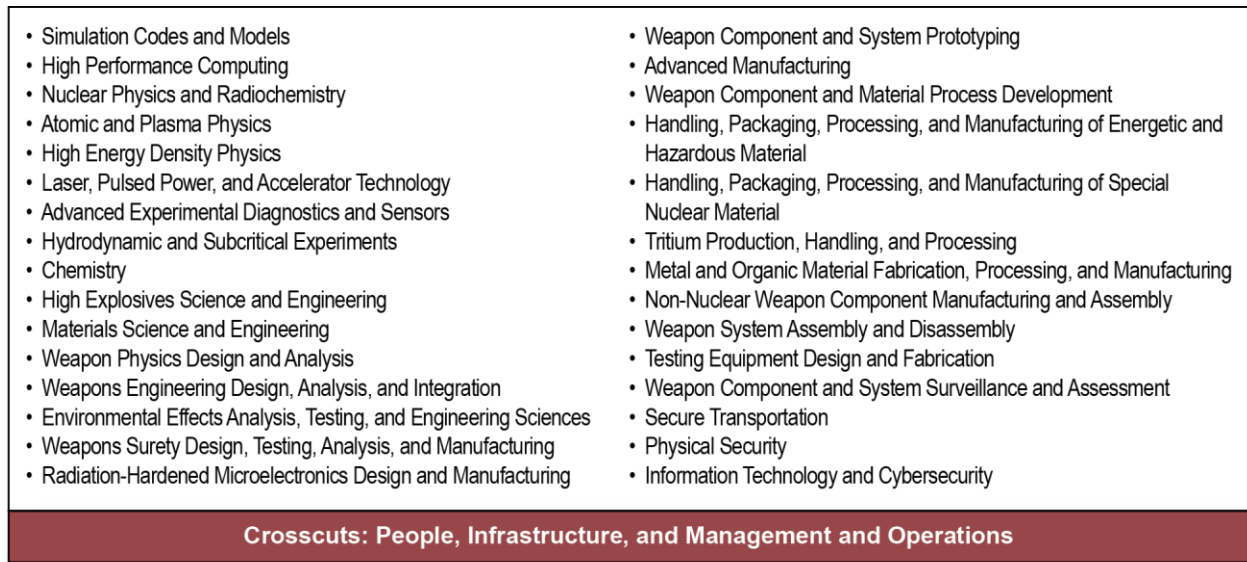 • Simulation Codes and Models
• High Performance Computing
• Nuclear Physics and Radiochemistry
• Atomic and Plasma Physics
• High Energy Density Physics
• Laser, Pulsed Power, and Accelerator Technology
• Advanced Experimental Diagnostics and Sensors
• Hydrodynamic and Subcritical Experiments
• Chemistry
• High Explosives Science and Engineering
• Materials Science and Engineering
• Weapon Physics Design and Analysis
• Weapons Engineering Design, Analysis, and Integration
• Environmental Effects Analysis, Testing, and Engineering Sciences
• Weapons Surety Design, Testing, Analysis, and Manufacturing
• Radiation-Hardened Microelectronics Design and Manufacturing
• Weapon Component and System Prototyping
• Advanced Manufacturing
• Weapon Component and Material Process Development
• Handling, Packaging, Processing, and Manufacturing of Energetic and
Hazardous Material
• Handling, Packaging, Processing, and Manufacturing of Special
Nuclear Material
• Tritium Production, Handling, and Processing
• Metal and Organic Material Fabrication, Processing, and Manufacturing
• Non-Nuclear Weapon Component Manufacturing and Assembly
• Weapon System Assembly and Disassembly
• Testing Equipment Design and Fabrication
• Weapon Component and System Surveillance and Assessment
• Secure Transportation
• Physical Security
• Information Technology and Cybersecurity
Crosscuts: People, Infrastructure, and Management and Operations